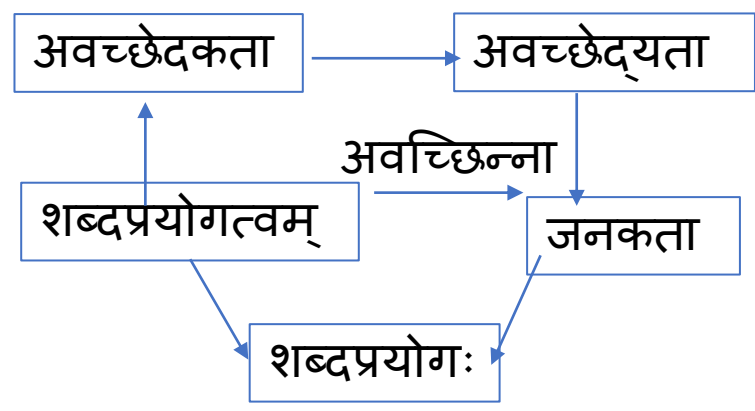 अवच्छेदकता
अवच्छेद्यता
अवच्छिन्ना
शब्दप्रयोगत्वम्
जनकता
शब्दप्रयोगः